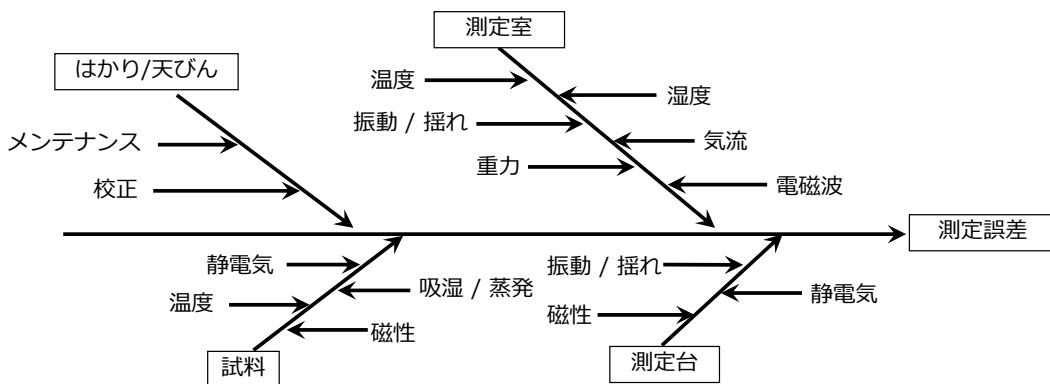 測定室
はかり/天びん
温度
湿度
振動 / 揺れ
メンテナンス
気流
重力
校正
電磁波
測定誤差
静電気
振動 / 揺れ
吸湿 / 蒸発
静電気
温度
磁性
磁性
試料
測定台